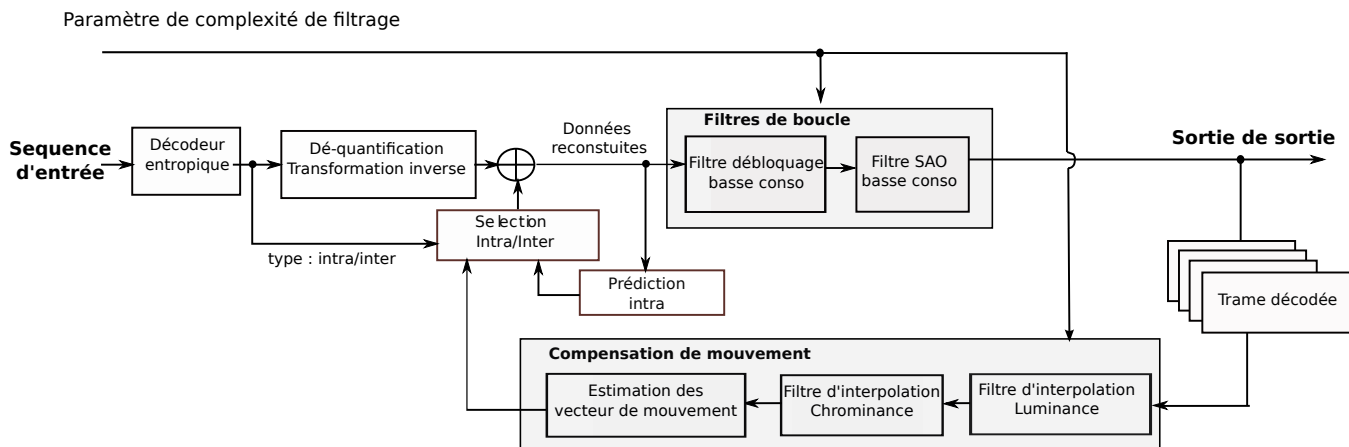 Paramètre de complexité de filtrage
Sequence
d'entrée
Décodeur
entropique
Dé-quantification
Transformation inverse
Données
reconstuites
Filtres de boucle
Filtre débloquage
basse conso
Filtre SAO
basse conso
Sortie de sortie
Selection
Intra/Inter
type : intra/inter
Prédiction
intra
Trame décodée
Compensation de mouvement
Estimation des
vecteur de mouvement
Filtre d'interpolation
Chrominance
Filtre d'interpolation
Luminance